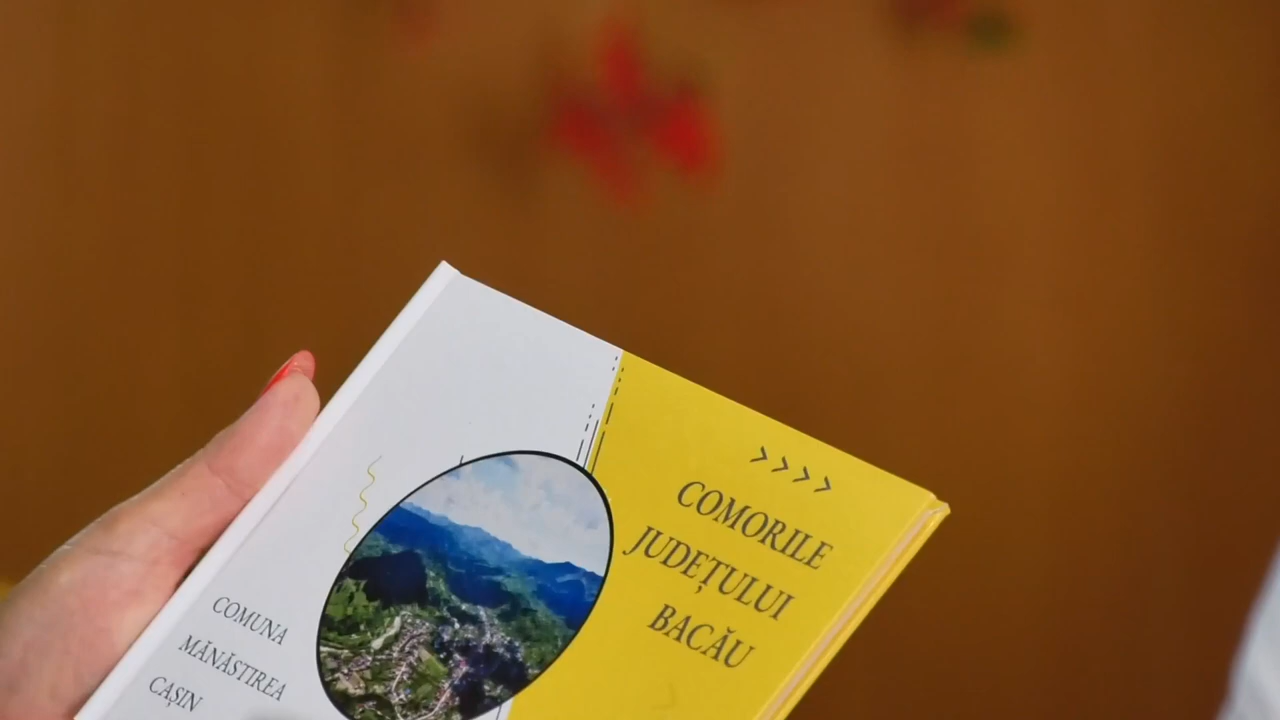 > > > >
COMORILE
JUDEȚULUI
BACĂU
COMUNA
MĂNĂSTIREA
CAȘIN